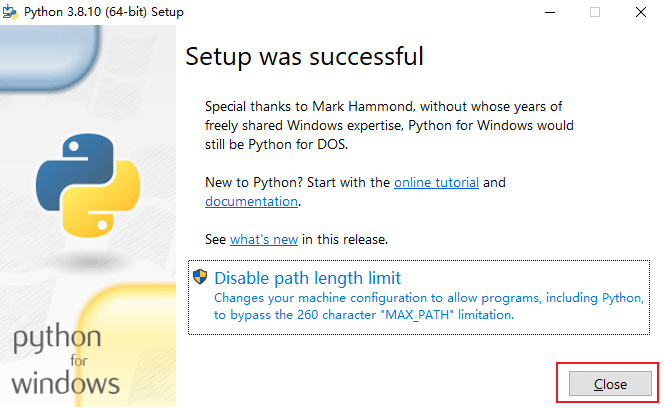 Python 3.8.10 (64-bit) Setup
Setup was successful
Special thanks to Mark Hammond, without whose years of
freely shared Windows expertise, Python for Windows would
still be Python for DOS.
New to Python? Start with the online tutorial and
documentation.
See what's new in this release.
Disable path length limit
Changes your machine configuration to allow programs, including Python,
to bypass the 260 character "MAX_PATH" limitation.
python
for
windows
Close